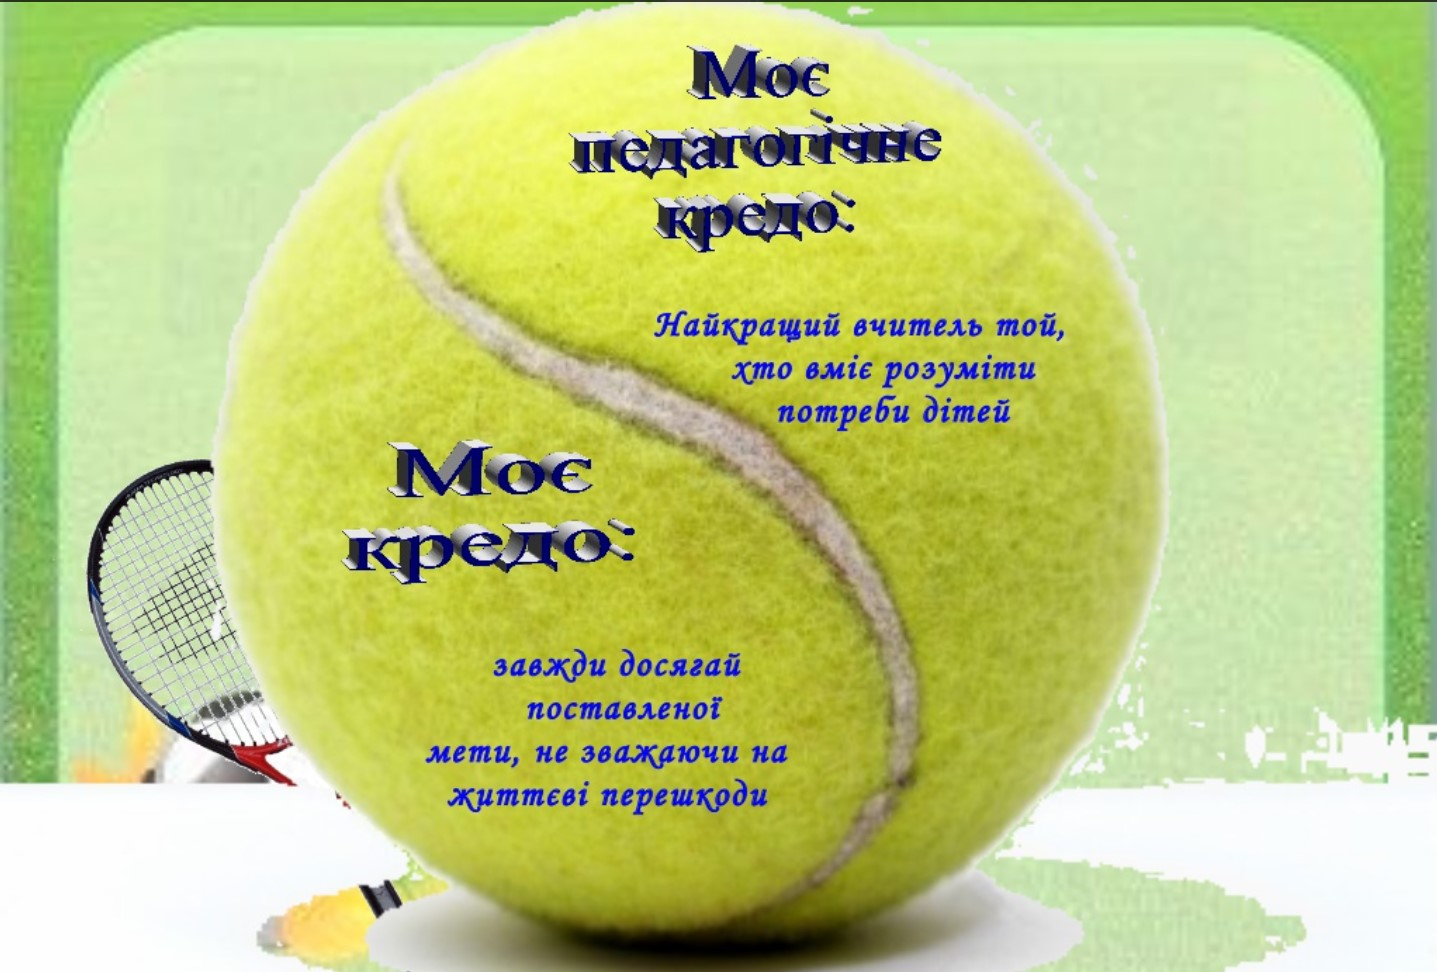 Моє
педагогічне
кредо:
Найкращий вчитель той,
хто вміє розуміти
потреби дітей
Моє
кредо:
завжди досягай
поставленої
мети, не зважаючи на
життєві перешкоди